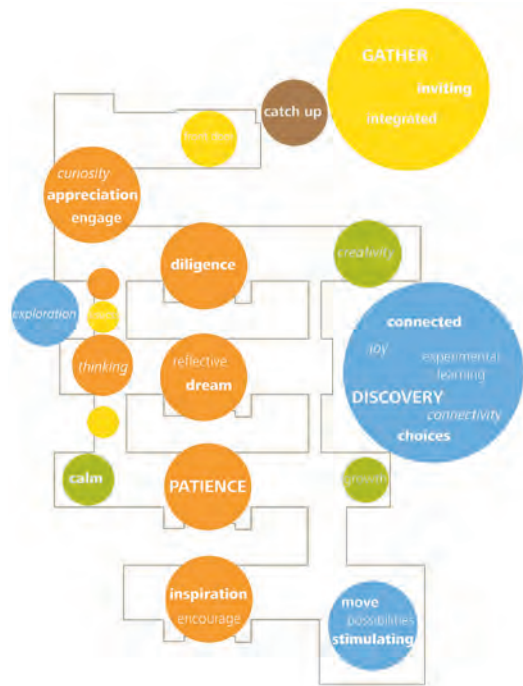 GATHER
inviting
integrated
catch up
curiosity
appreciation
engage
diligence
creativity
exploration
connected
joy
experimental
learning
DISCOVERY
connectivity
choices
thinking
reflective
dream
calm
PATIENCE
growth
inspiration
encourage
move
possibilities
stimulating